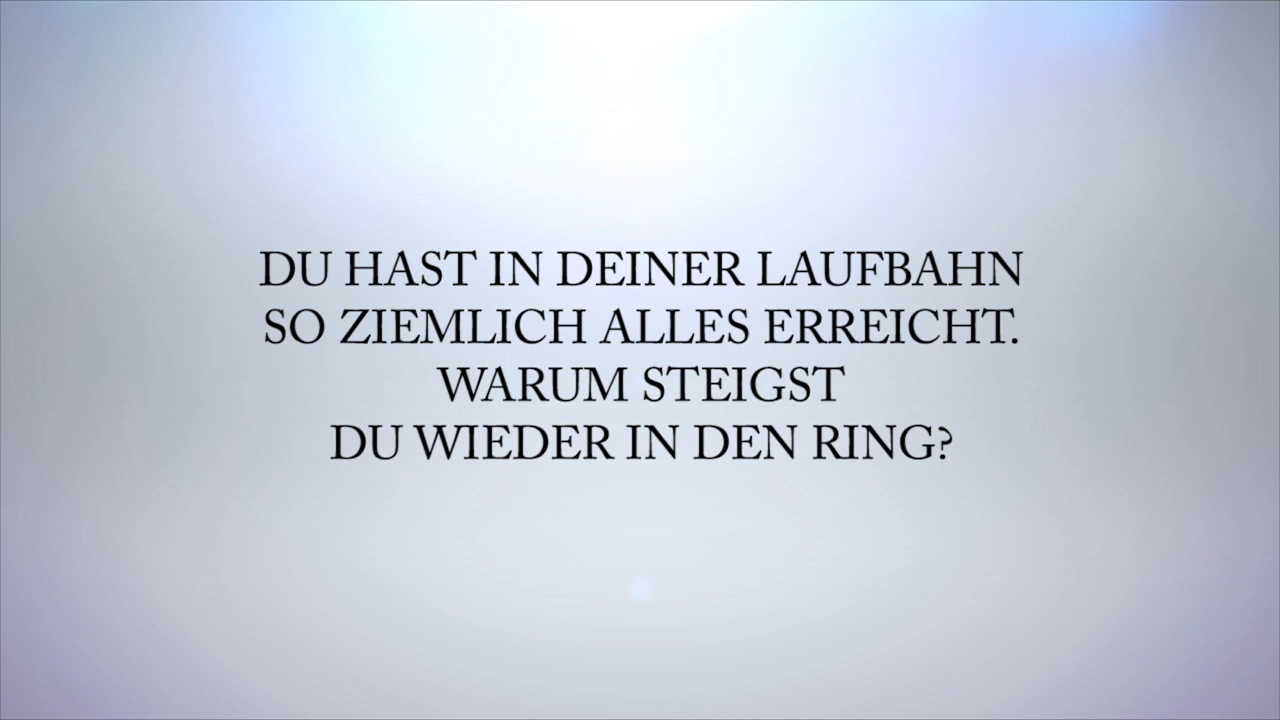 DU HAST IN DEINER LAUFBAHN
SO ZIEMLICH ALLES ERREICHT.
WARUM STEIGST
DU WIEDER IN DEN RING?